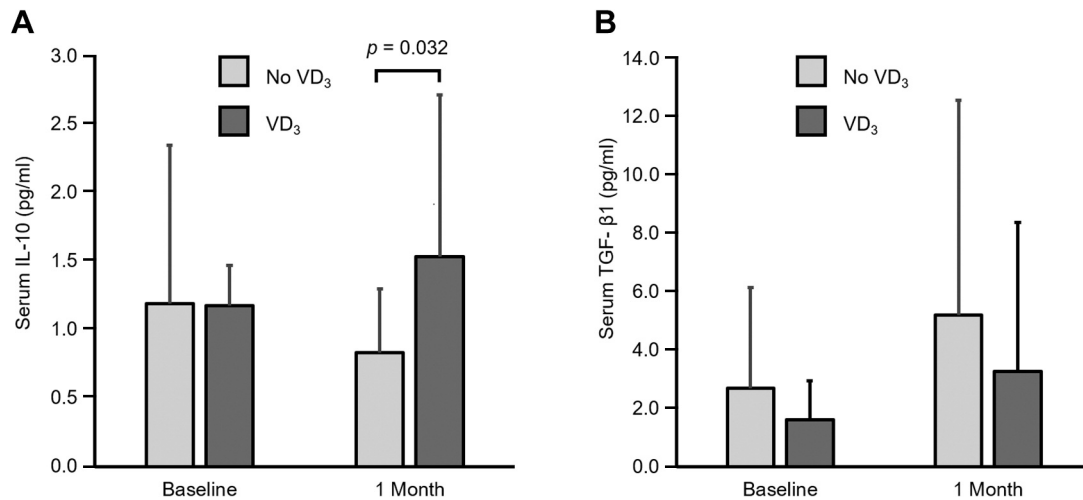 A
Serum IL-10 (pg/ml)
3.0
2.5
2.0
1.5
1.0
0.5
0.0
No VD₃
VD₃
p = 0.032
Baseline
1 Month
B
Serum TGF- β1 (pg/ml)
14.0
12.0
10.0
8.0
6.0
4.0
2.0
0.0
No VD₃
VD₃
Baseline
1 Month